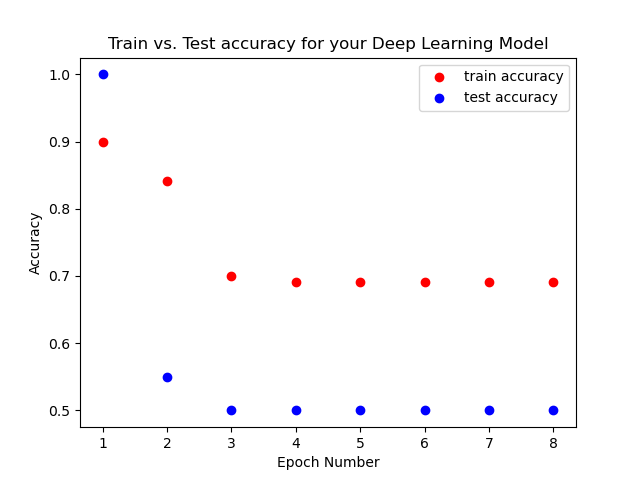 Train vs. Test accuracy for your Deep Learning Model
train accuracy
test accuracy
1.0
0.9
0.8
0.7
0.6
0.5
Accuracy
1 2 3 4 5 6 7 8
Epoch Number